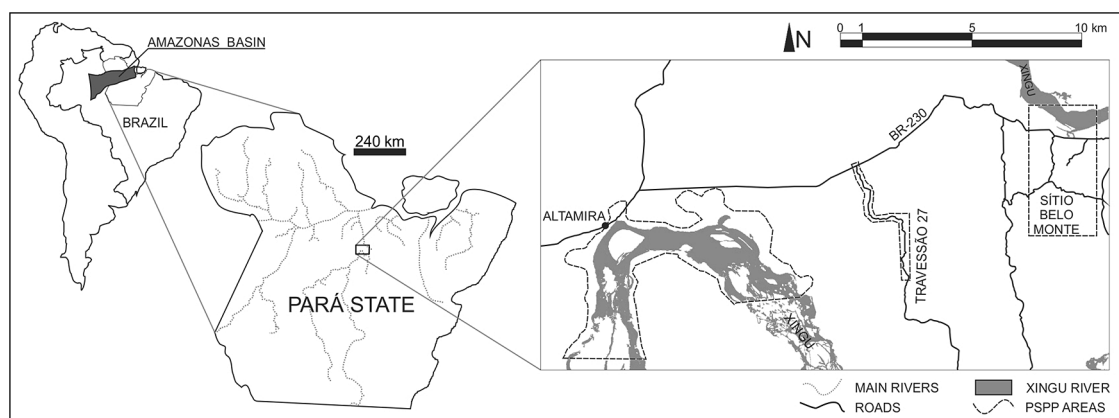 AMAZONAS BASIN
BRAZIL
240 km
PARÁ STATE
N
0 1 5 10 km
XINGU
BR-230
ALTAMIRA
TRAVESSÃO 27
SÍTIO
BELO
MONTE
XINGU
MAIN RIVERS
XINGU RIVER
ROADS
PSPP AREAS